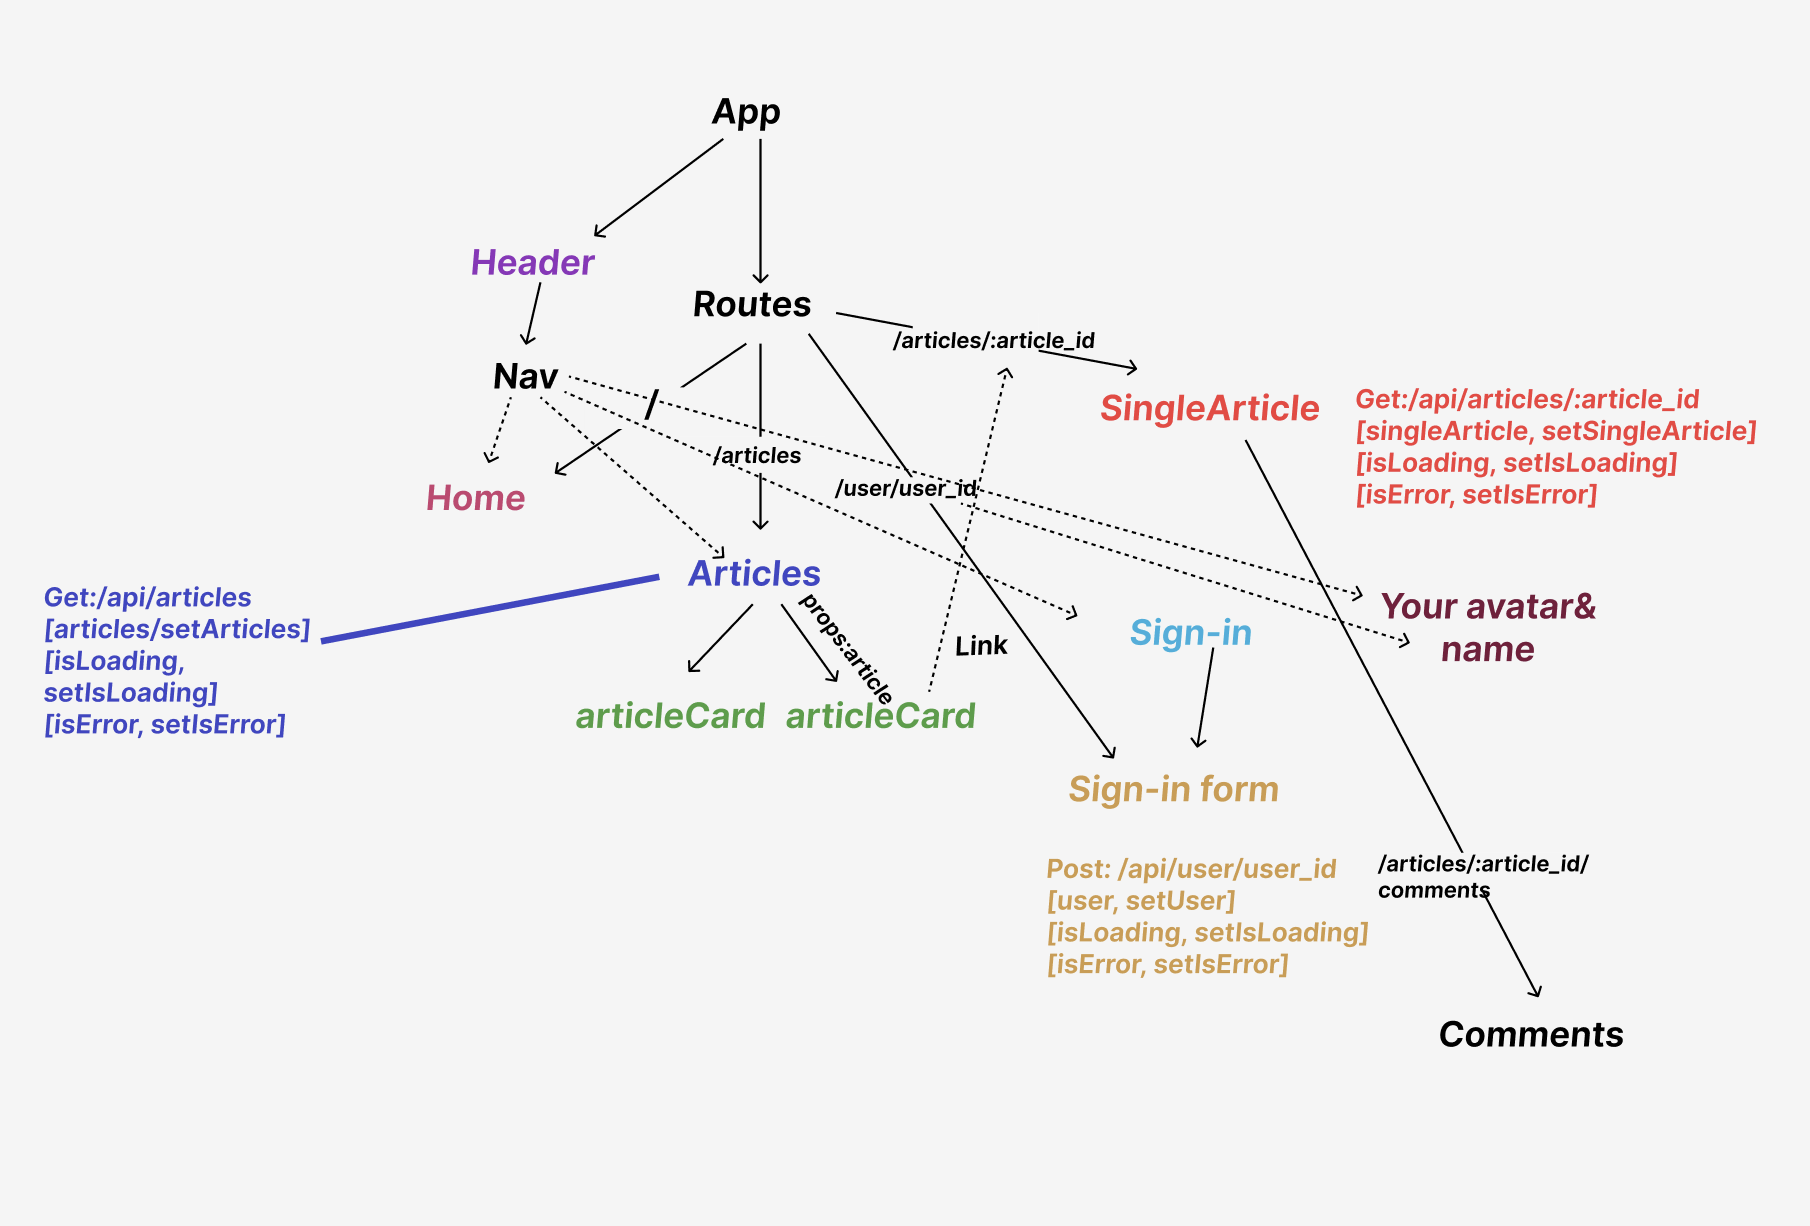 App
Header
Routes
/articles/:article_id
Nav
/
SingleArticle
Get:/api/articles/:article_id
[singleArticle, setSingleArticle]
[isLoading, setIsLoading]
[isError, setIsError]
/articles
/user/user_id
Home
Articles
Get:/api/articles
[articles/setArticles]
[isLoading,
setIsLoading]
[isError, setIsError]
props:article
Link
Sign-in
Your avatar&
name
articleCard
articleCard
Sign-in form
Post: /api/user/user_id
[user, setUser]
[isLoading, setIsLoading]
[isError, setIsError]
/articles/:article_id/
comments
Comments